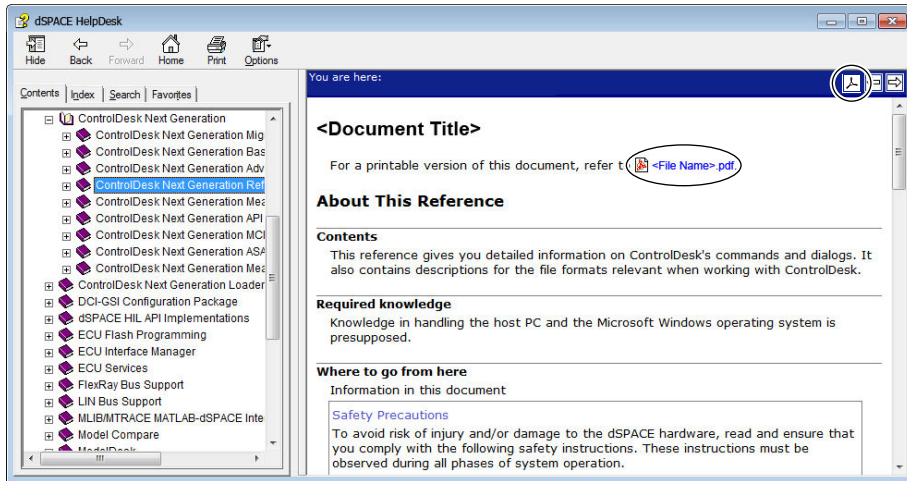 dSPACE HelpDesk
Hide Back Forward Home Print Options
Contents Index Search Favorites
ControlDesk Next Generation
ControlDesk Next Generation Mig
ControlDesk Next Generation Bas
ControlDesk Next Generation Adv
ControlDesk Next Generation Ref
ControlDesk Next Generation Mea
ControlDesk Next Generation API
ControlDesk Next Generation MCI
ControlDesk Next Generation ASA
ControlDesk Next Generation Mea
ControlDesk Next Generation Loader
DCI-GSI Configuration Package
dSPACE HIL API Implementations
ECU Flash Programming
ECU Interface Manager
ECU Services
FlexRay Bus Support
LIN Bus Support
MLIB/MTRACE MATLAB-dSPACE Inte
Model Compare
ModelDesk
You are here:
<Document Title>
For a printable version of this document, refer t <File Name>.pdf.
About This Reference
Contents
This reference gives you detailed information on ControlDesk's commands and dialogs. It
also contains descriptions for the file formats relevant when working with ControlDesk.
Required knowledge
Knowledge in handling the host PC and the Microsoft Windows operating system is
presupposed.
Where to go from here
Information in this document
Safety Precautions
To avoid risk of injury and/or damage to the dSPACE hardware, read and ensure that
you comply with the following safety instructions. These instructions must be
observed during all phases of system operation.